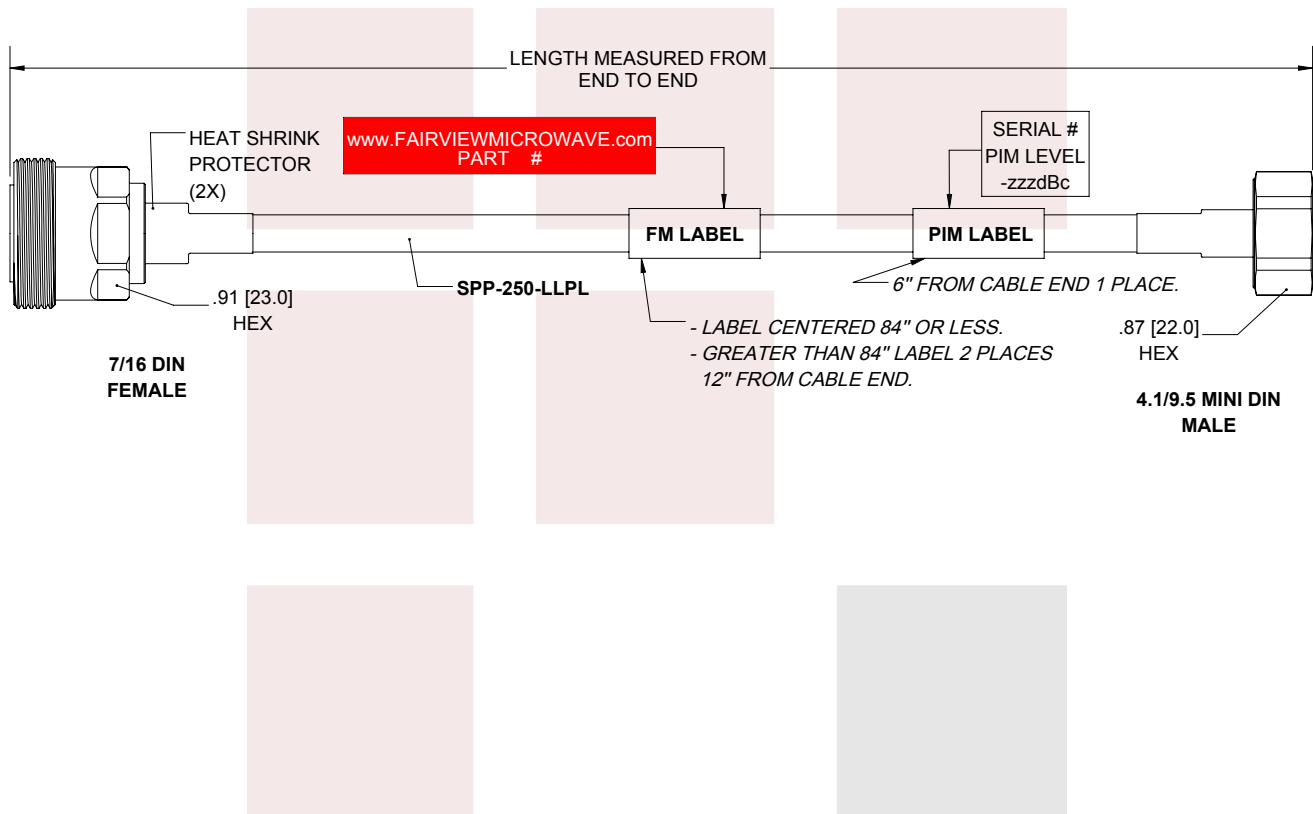 LENGTH MEASURED FROM
END TO END
HEAT SHRINK
PROTECTOR
(2X)
www.FAIRVIEWMICROWAVE.com
PART #
SERIAL #
PIM LEVEL
-zzzdBc
FM LABEL
PIM LABEL
.91 [23.0]
HEX
SPP-250-LLPL
6" FROM CABLE END 1 PLACE.
- LABEL CENTERED 84" OR LESS.
- GREATER THAN 84" LABEL 2 PLACES
12" FROM CABLE END.
.87 [22.0]
HEX
7/16 DIN
FEMALE
4.1/9.5 MINI DIN
MALE